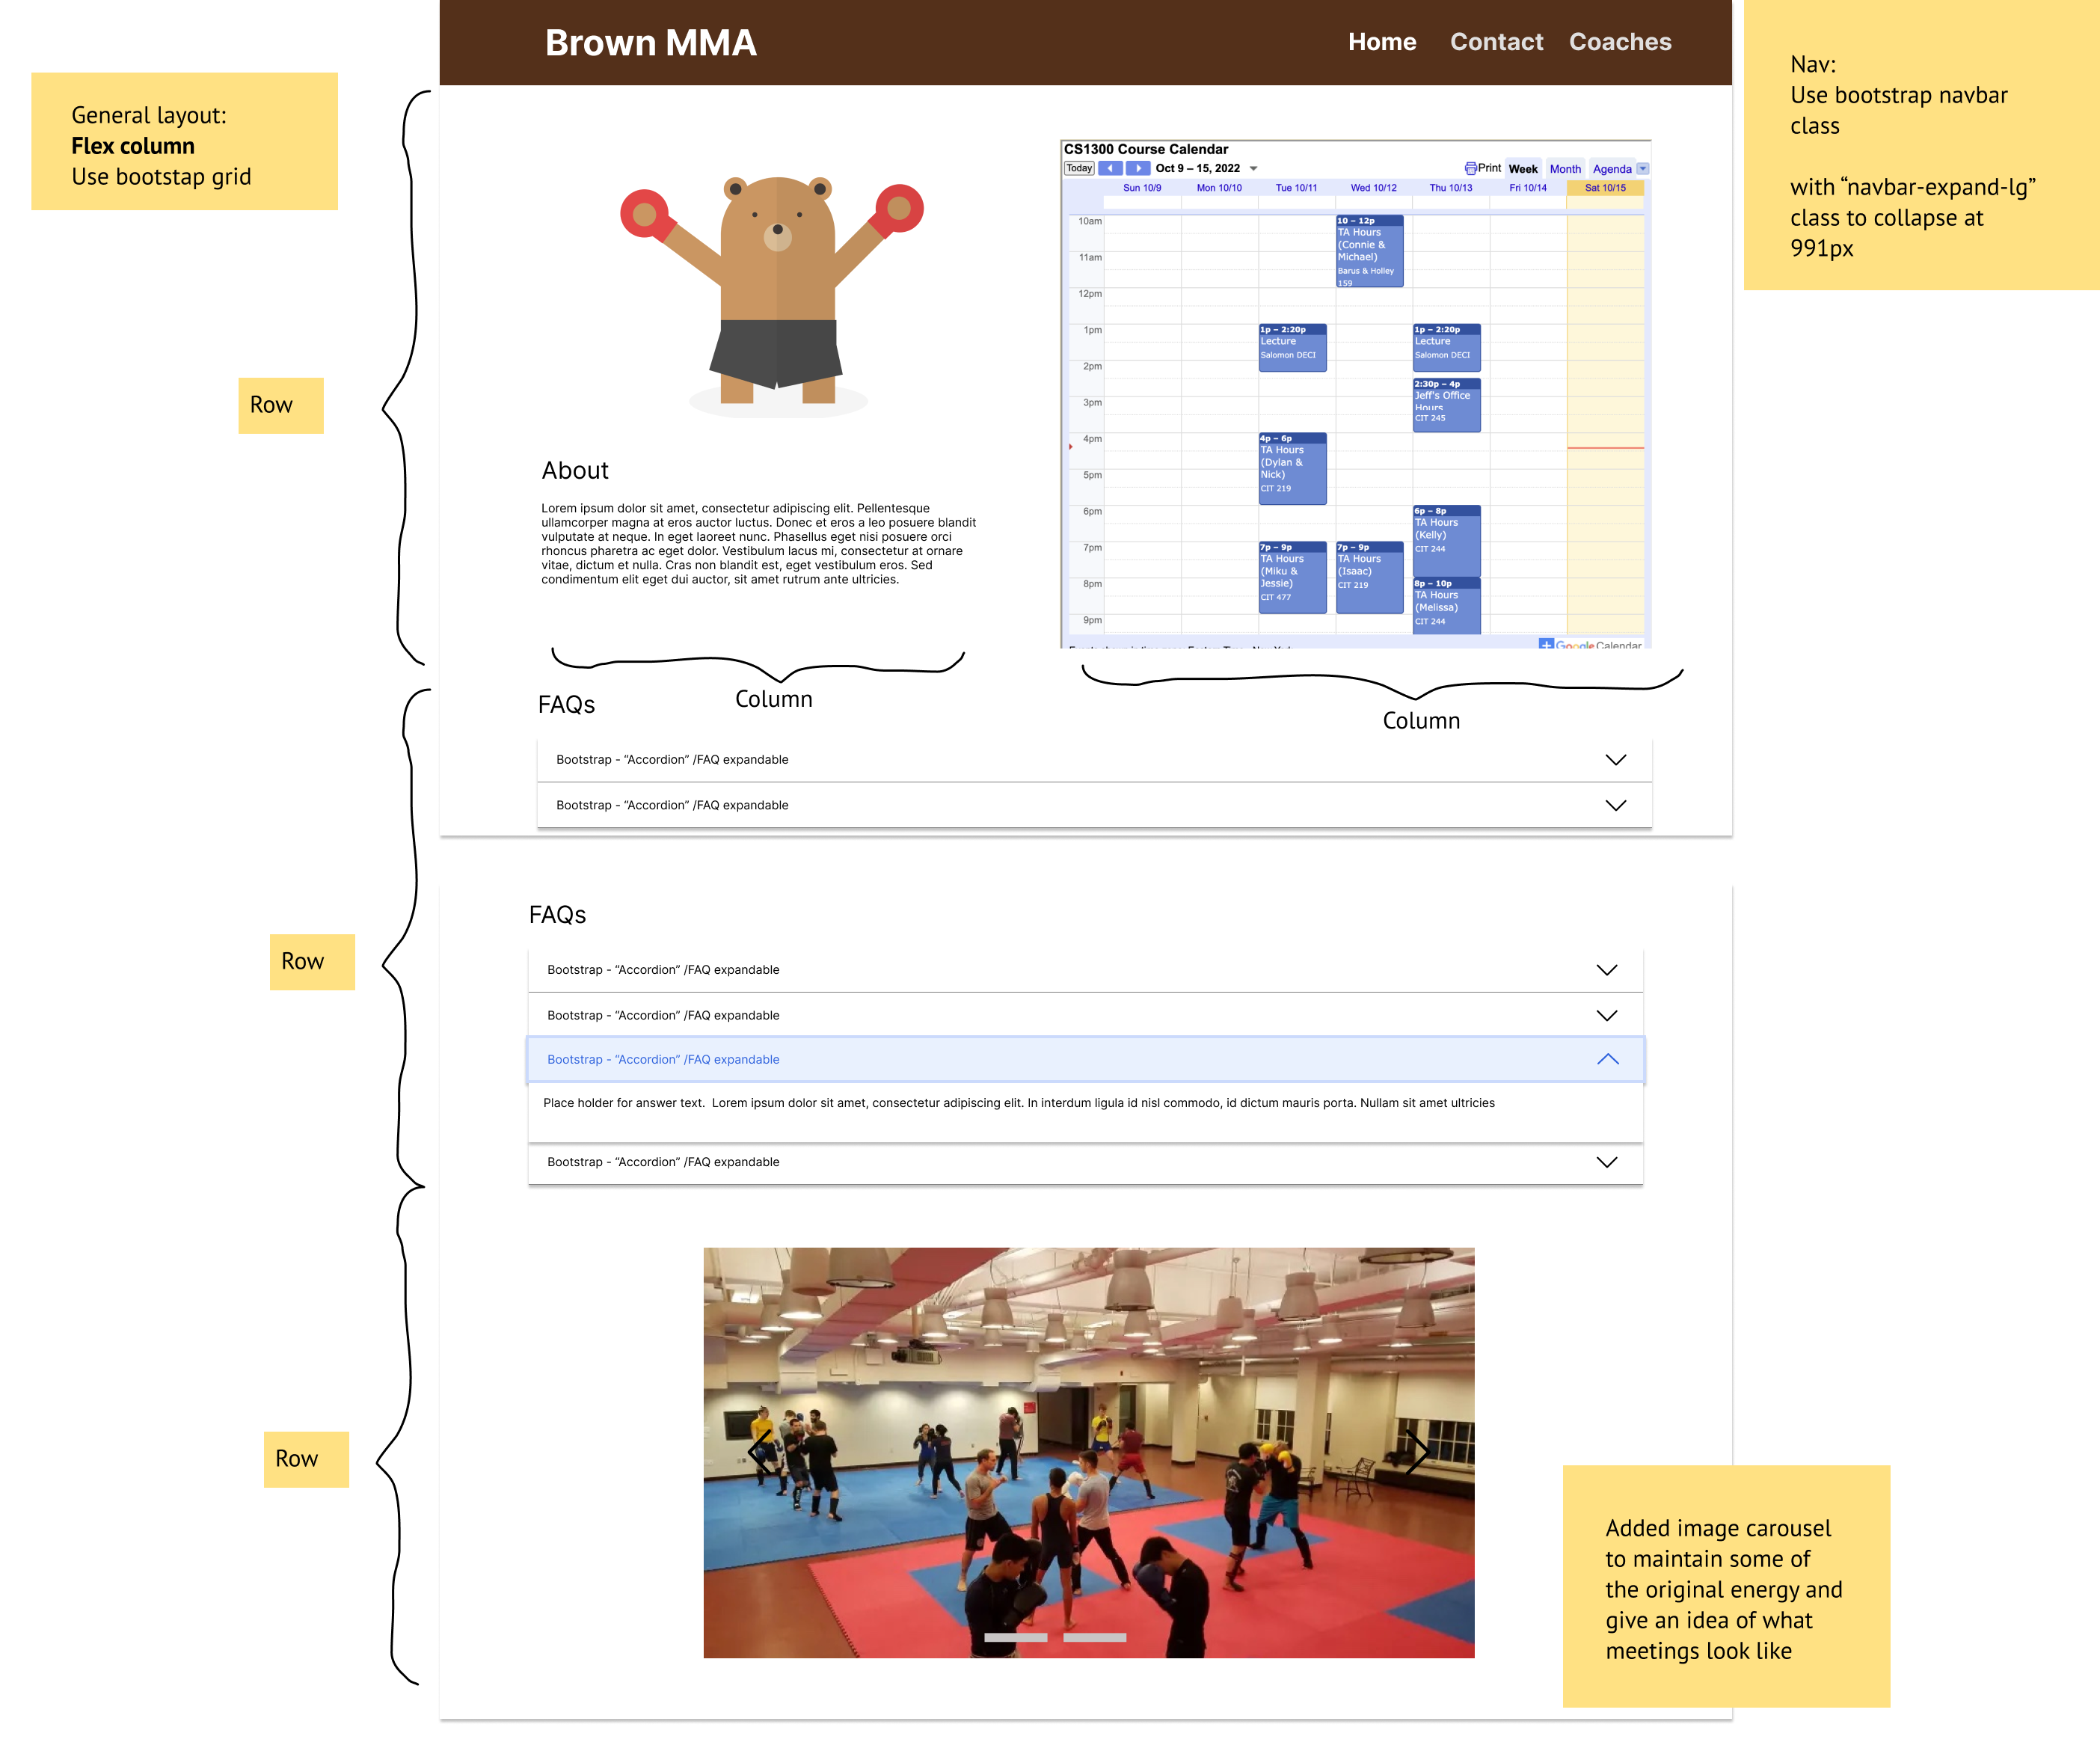 Brown MMA
Home Contact Coaches
General layout:
Flex column
Use bootstap grid
Nav:
Use bootstrap navbar
class
with “navbar-expand-lg”
class to collapse at
991px
Row
About
Lorem ipsum dolor sit amet, consectetur adipiscing elit. Pellentesque
ullamcorper magna at eros auctor luctus. Donec et eros a leo posuere blandit
vulputate at neque. In eget laoreet nunc. Phasellus eget nisi posuere orci
rhoncus pharetra ac eget dolor. Vestibulum lacus mi, consectetur at ornare
vitae, dictum et nulla. Cras non blandit est, eget vestibulum eros. Sed
condimentum elit eget dui auctor, sit amet rutrum ante ultricies.
Column
CS1300 Course Calendar
Today Oct 9 – 15, 2022 Print Week Month Agenda
Sun 10/9 Mon 10/10 Tue 10/11 Wed 10/12 Thu 10/13 Fri 10/14 Sat 10/15
10am
11am
12pm
1pm
2pm
3pm
4pm
5pm
6pm
7pm
8pm
9pm
1p – 2:20p
Lecture
Salomon DECI
4p – 6p
TA Hours
(Dylan &
Nick)
CIT 219
7p – 9p
TA Hours
(Miku &
Jessie)
CIT 477
10 – 12p
TA Hours
(Connie &
Michael)
Barus & Holley
159
7p – 9p
TA Hours
(Isaac)
CIT 219
1p – 2:20p
Lecture
Salomon DECI
2:30p – 4p
Jeff's Office
Hours
CIT 245
6p – 8p
TA Hours
(Kelly)
CIT 244
8p – 10p
TA Hours
(Melissa)
CIT 244
Google Calendar
Column
FAQs
Bootstrap - “Accordion” /FAQ expandable
Bootstrap - “Accordion” /FAQ expandable
Row
FAQs
Bootstrap - “Accordion” /FAQ expandable
Bootstrap - “Accordion” /FAQ expandable
Bootstrap - “Accordion” /FAQ expandable
Place holder for answer text. Lorem ipsum dolor sit amet, consectetur adipiscing elit. In interdum ligula id nisl commodo, id dictum mauris porta. Nullam sit amet ultricies
Bootstrap - “Accordion” /FAQ expandable
Row
Added image carousel
to maintain some of
the original energy and
give an idea of what
meetings look like